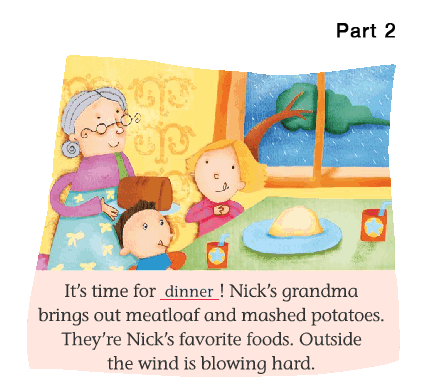 Part 2
It's time for dinner! Nick's grandma
brings out meatloaf and mashed potatoes.
They're Nick's favorite foods. Outside
the wind is blowing hard.